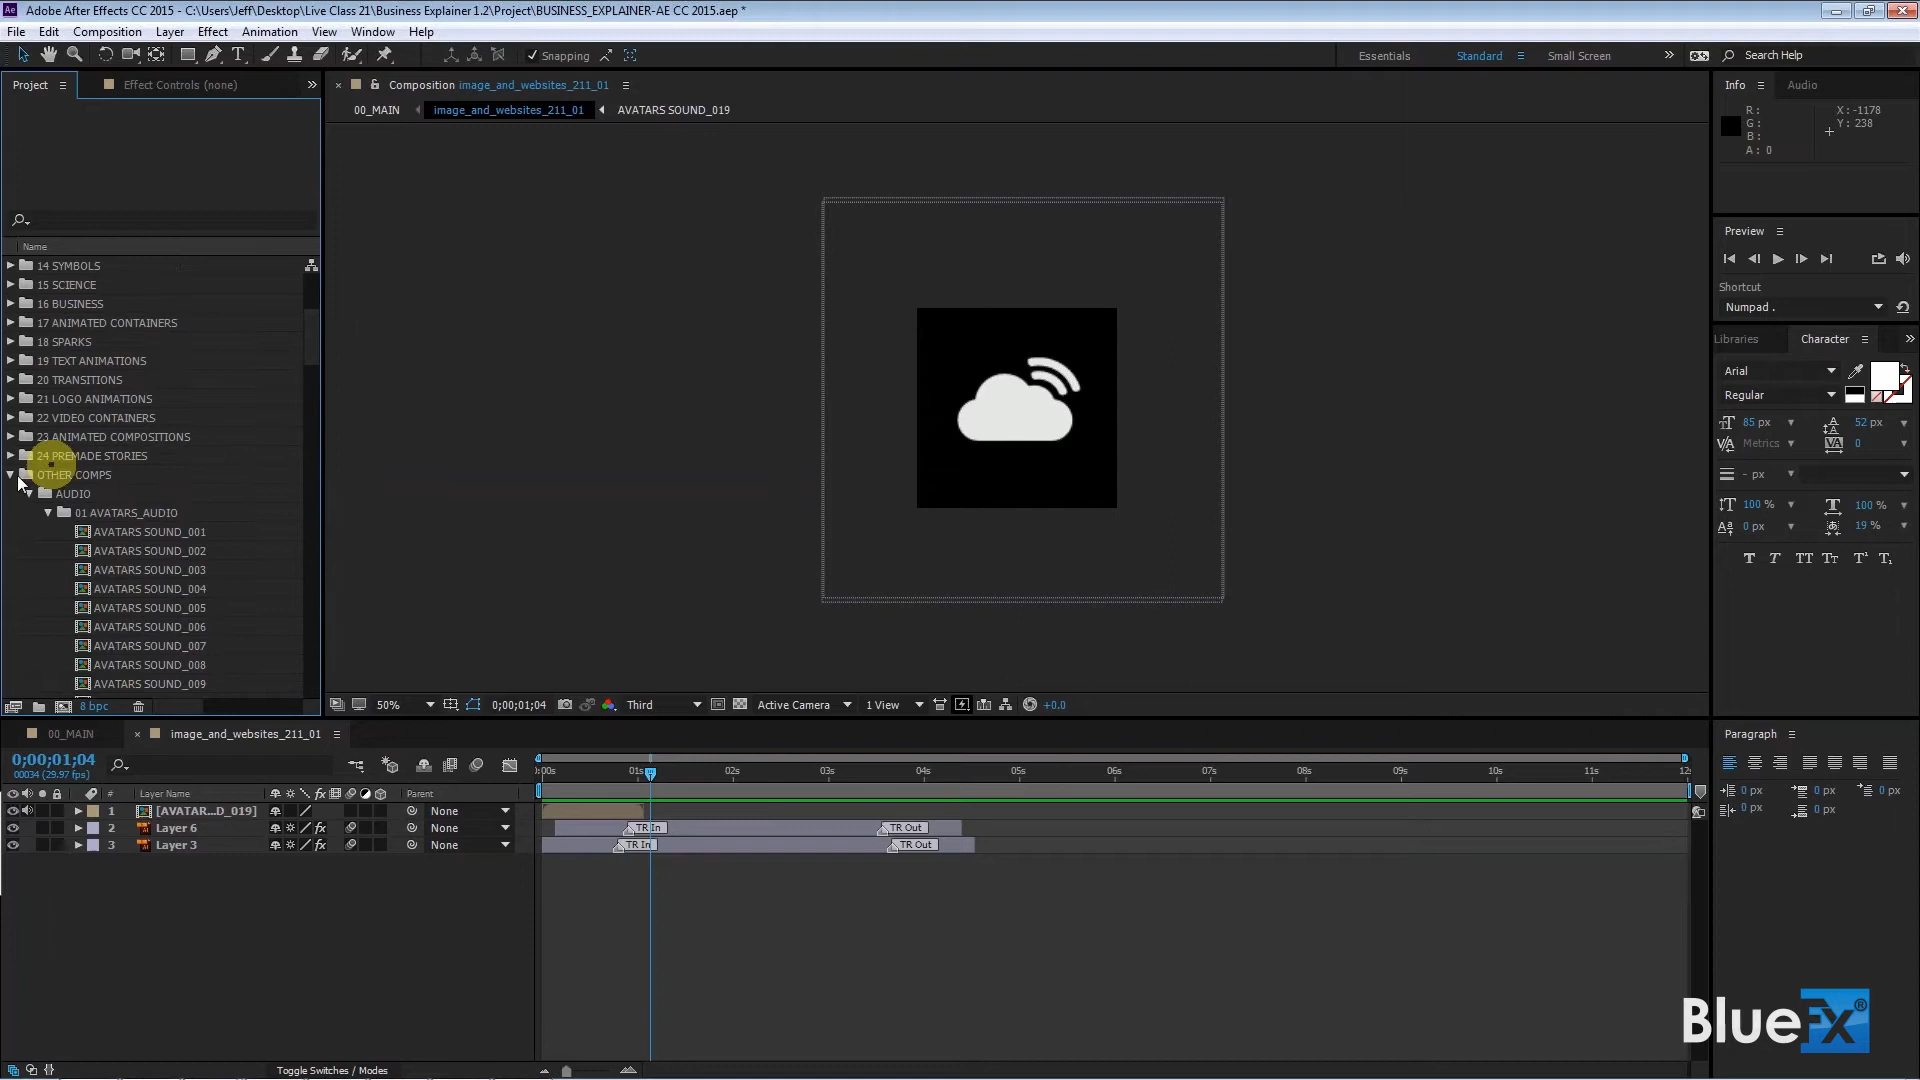 Adobe After Effects CC 2015 - C:\Users\Jeff\Desktop\Live Class 21\Business Explainer 1.2\Project\BUSINESS_EXPLAINER-AE CC 2015.aep *
File Edit Composition Layer Effect Animation View Window Help
Snapping Essentials Standard Small Screen Search Help
Project Effect Controls (none) Composition image_and_websites_211_01 Info Audio
00_MAIN image_and_websites_211_01 AVATARS SOUND_019
R: X: -1178
G: Y: 238
B:
A: 0
Preview
Name
14 SYMBOLS
15 SCIENCE
16 BUSINESS
17 ANIMATED CONTAINERS
18 SPARKS
19 TEXT ANIMATIONS
20 TRANSITIONS
21 LOGO ANIMATIONS
22 VIDEO CONTAINERS
23 ANIMATED COMPOSITIONS
24 PREMADE STORIES
OTHER COMPS
AUDIO
01 AVATARS_AUDIO
AVATARS SOUND_001
AVATARS SOUND_002
AVATARS SOUND_003
AVATARS SOUND_004
AVATARS SOUND_005
AVATARS SOUND_006
AVATARS SOUND_007
AVATARS SOUND_008
AVATARS SOUND_009
8 bpc
Shortcut
Numpad .
Libraries Character
Arial
Regular
85 px 52 px
Metrics 0
- px
100 % 100 %
0 px 19 %
50% 0;00;01;04 Third Active Camera 1 View +0.0
00_MAIN image_and_websites_211_01
0;00;01;04
00034 (29.97 fps)
# Layer Name Parent
1 [AVATAR...D_019] None
2 Layer 6 None
3 Layer 3 None
:00s 01s 02s 03s 04s 05s 06s 07s 08s 09s 10s 11s 12s
TR In TR Out
TR In TR Out
Paragraph
0 px 0 px 0 px
0 px 0 px
Toggle Switches / Modes
BlueFX®